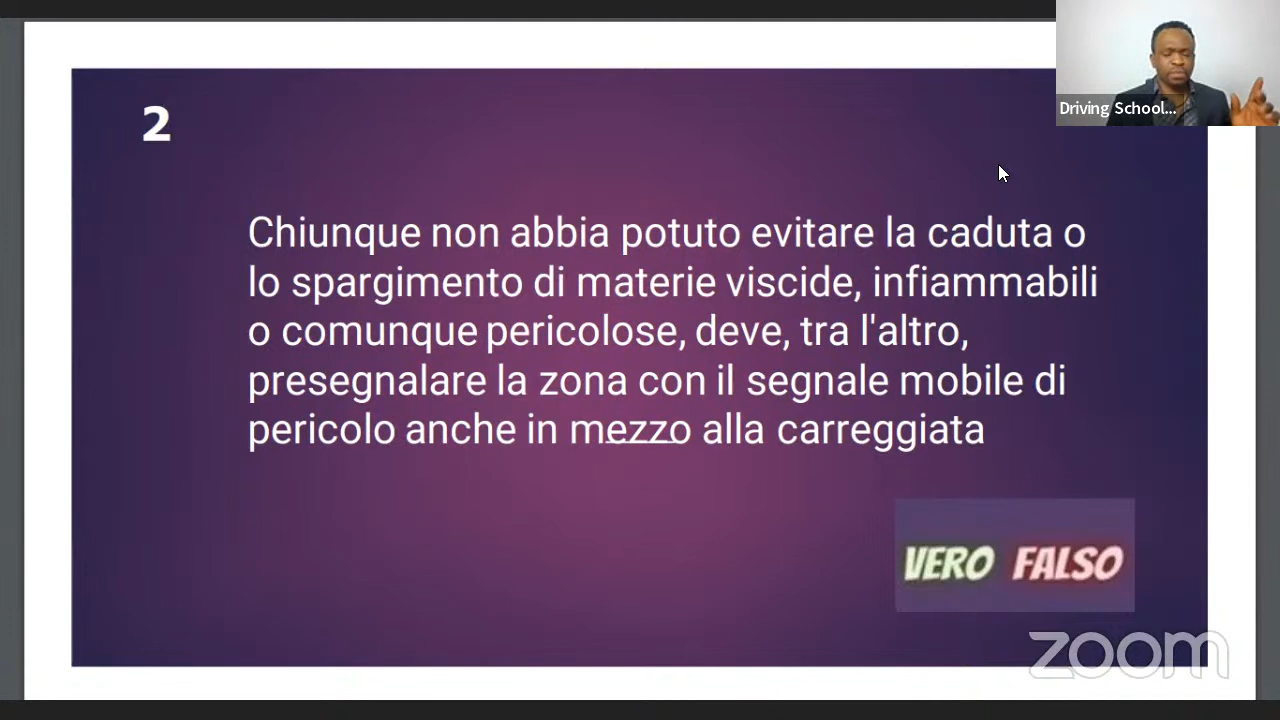 Driving School...
2
Chiunque non abbia potuto evitare la caduta o
lo spargimento di materie viscide, infiammabili
o comunque pericolose, deve, tra l'altro,
presegnalare la zona con il segnale mobile di
pericolo anche in mezzo alla carreggiata
VERO FALSO
zoom